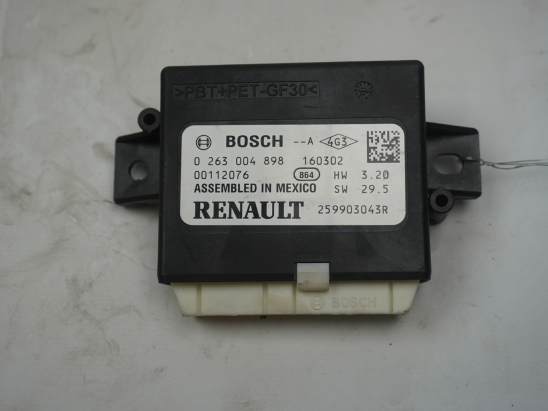 >PBT+PET-GF30<
BOSCH --A 4G3
0 263 004 898 160302
00112076 864 HW 3.20
ASSEMBLED IN MEXICO SW 29.5
RENAULT 259903043R
BOSCH